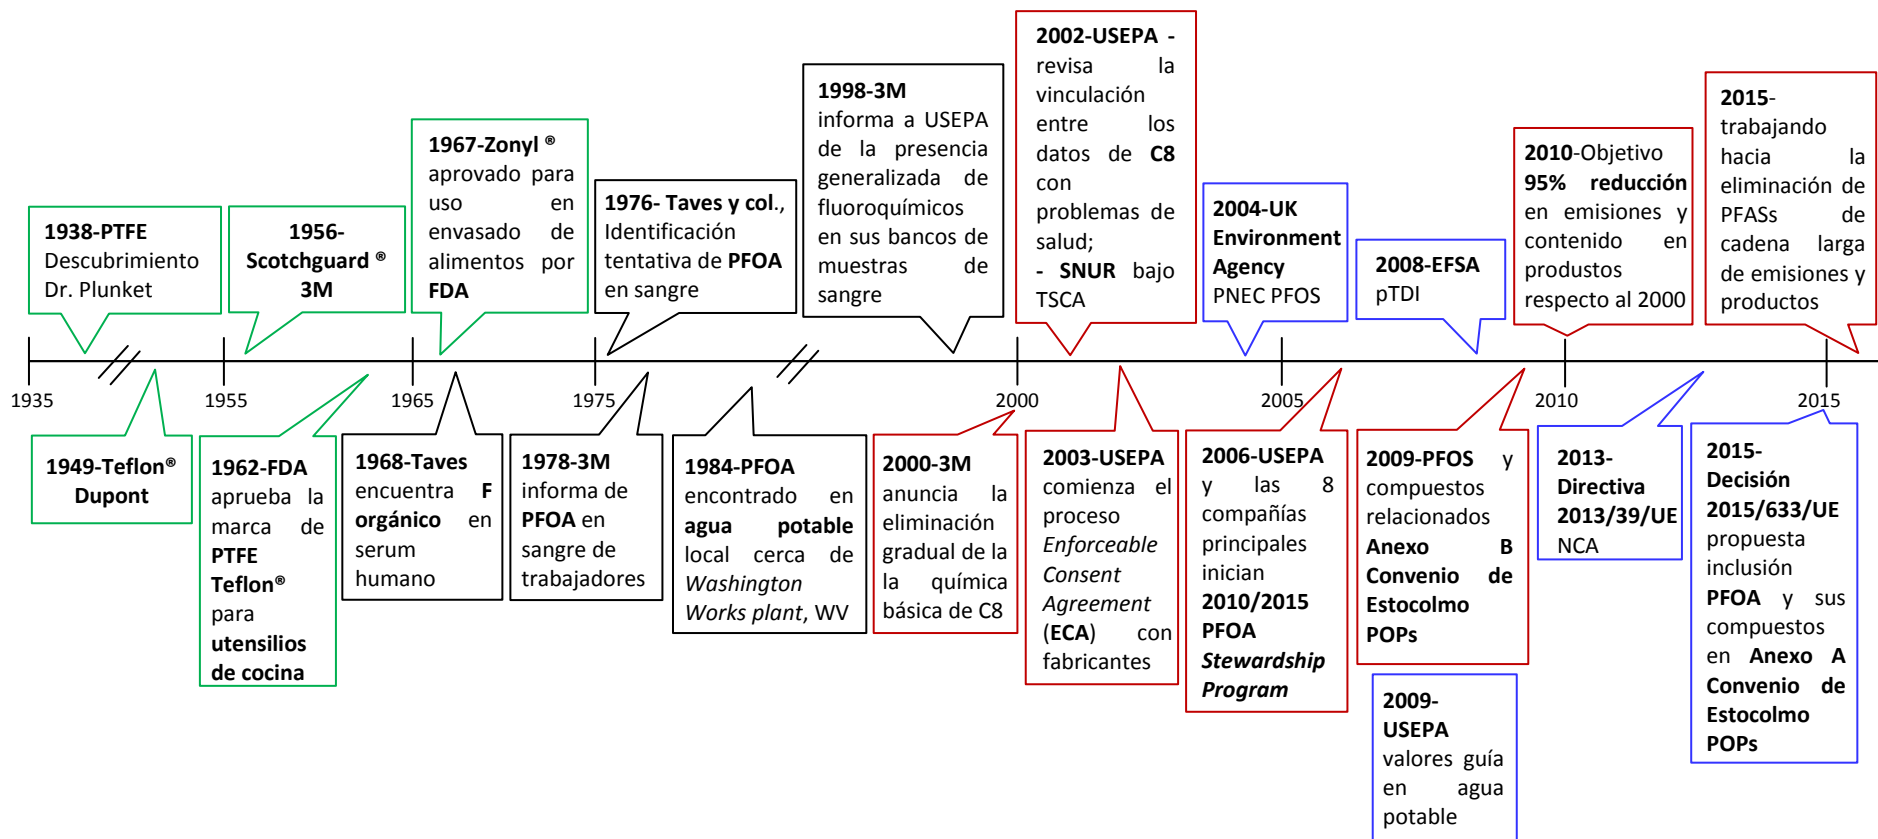 1938-PTFE
Descubrimiento
Dr. Plunket
1956-
Scotchguard ®
3M
1967-Zonyl ®
aprovado para
uso en
envasado de
alimentos por
FDA
1976- Taves y col.,
Identificación
tentativa de PFOA
en sangre
1998-3M
informa a USEPA
de la presencia
generalizada de
fluoroquímicos
en sus bancos de
muestras de
sangre
2002-USEPA -
revisa la
vinculación
entre los
datos de C8
con
problemas de
salud;
- SNUR bajo
TSCA
2004-UK
Environment
Agency
PNEC PFOS
2008-EFSA
pTDI
2010-Objetivo
95% reducción
en emisiones y
contenido en
produstos
respecto al 2000
2015-
trabajando
hacia la
eliminación de
PFASs de
cadena larga
de emisiones y
productos
1935
1955
1965
1975
2000
2005
2010
2015
1949-Teflon®
Dupont
1962-FDA
aprueba la
marca de
PTFE
Teflon®
para
utensilios
de cocina
1968-Taves
encuentra F
orgánico en
serum
humano
1978-3M
informa de
PFOA en
sangre de
trabajadores
1984-PFOA
encontrado en
agua potable
local cerca de
Washington
Works plant, WV
2000-3M
anuncia la
eliminación
gradual de la
la química
básica de C8
2003-USEPA
comienza el
proceso
Enforceable
Consent
Agreement
(ECA) con
fabricantes
2006-USEPA
y las 8
compañías
principales
inician
2010/2015
PFOA
Stewardship
Program
2009-PFOS y
compuestos
relacionados
Anexo B
Convenio de
Estocolmo
POPs
2009-
USEPA
valores guía
en agua
potable
2013-
Directiva
2013/39/UE
NCA
2015-
Decisión
2015/633/UE
propuesta
inclusión
PFOA y sus
compuestos
en Anexo A
Convenio de
Estocolmo
POPs